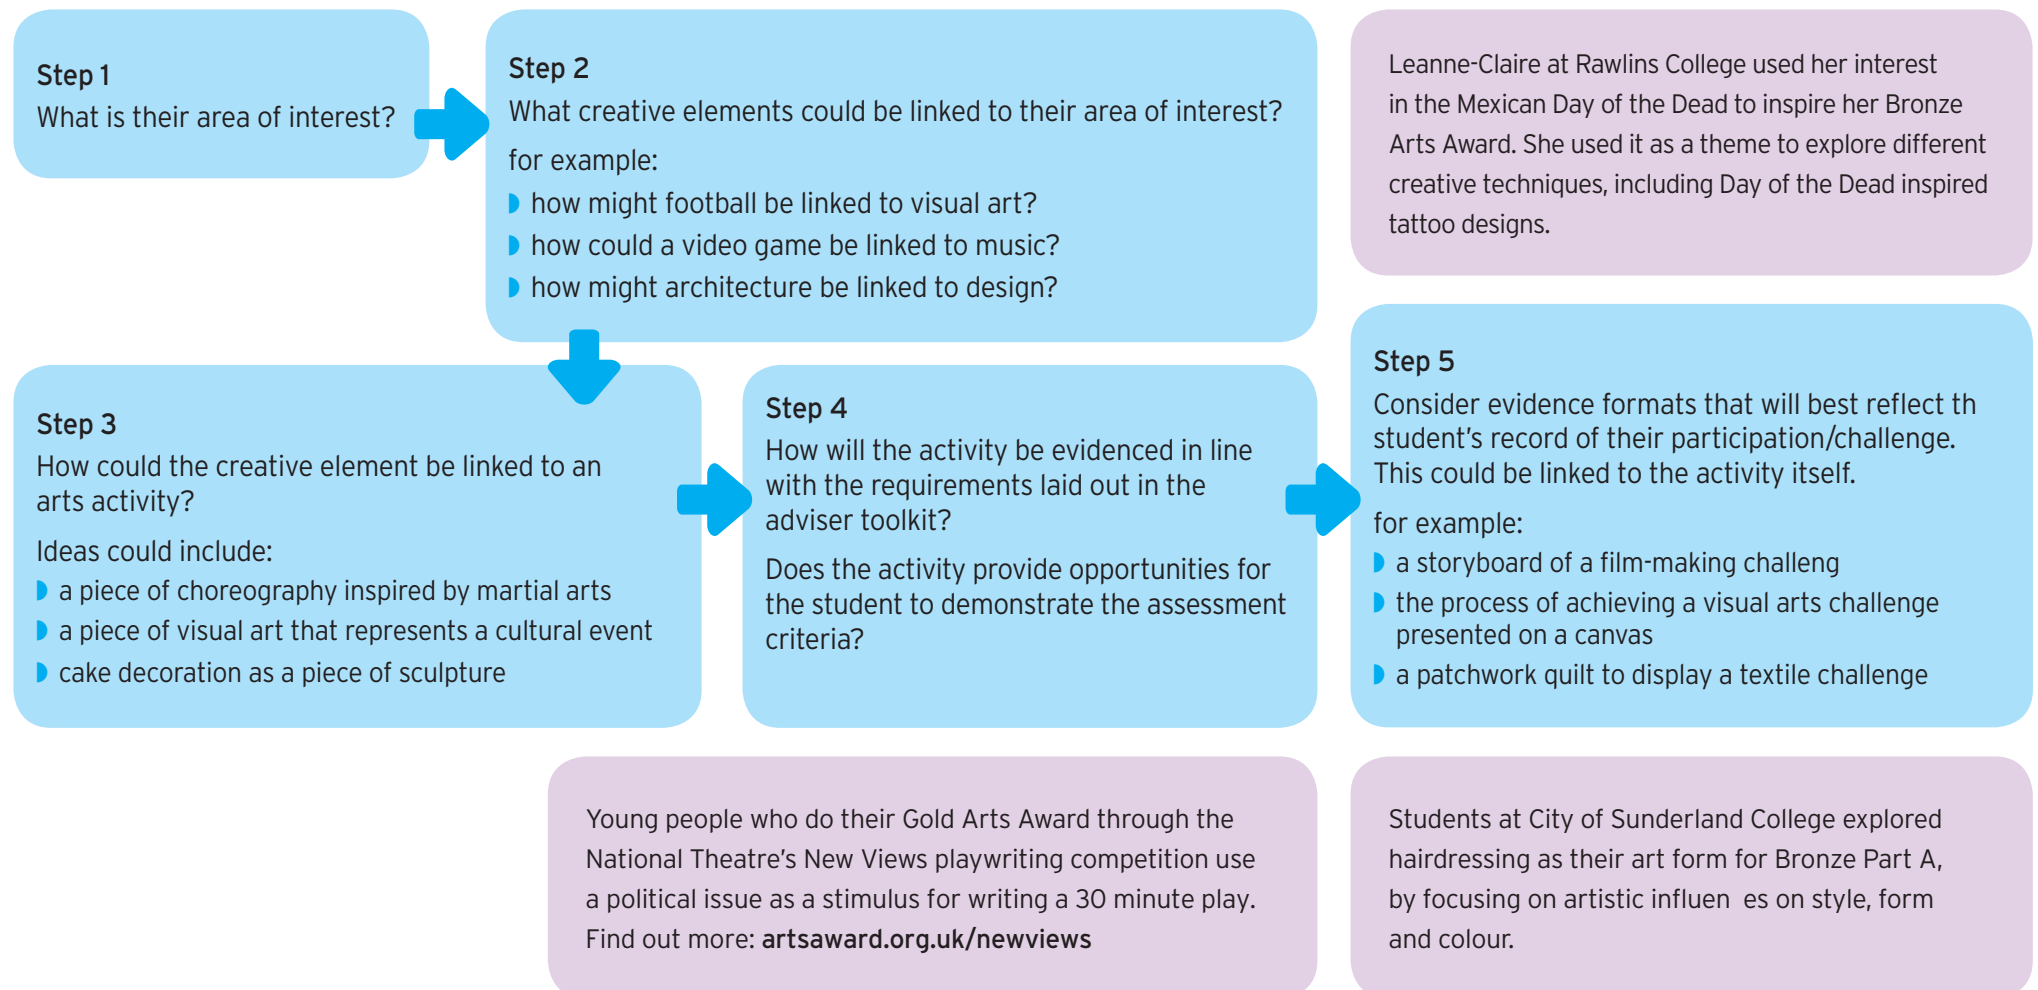 Step 1
What is their area of interest?
Step 2
What creative elements could be linked to their area of interest?
for example:
how might football be linked to visual art?
how could a video game be linked to music?
how might architecture be linked to design?
Leanne-Claire at Rawlins College used her interest
in the Mexican Day of the Dead to inspire her Bronze
Arts Award. She used it as a theme to explore different
creative techniques, including Day of the Dead inspired
tattoo designs.
Step 3
How could the creative element be linked to an
arts activity?
Ideas could include:
a piece of choreography inspired by martial arts
a piece of visual art that represents a cultural event
cake decoration as a piece of sculpture
Step 4
How will the activity be evidenced in line
with the requirements laid out in the
adviser toolkit?
Does the activity provide opportunities for
the student to demonstrate the assessment
criteria?
Step 5
Consider evidence formats that will best reflect th
student's record of their participation/challenge.
This could be linked to the activity itself.
for example:
a storyboard of a film-making challeng
the process of achieving a visual arts challenge
presented on a canvas
a patchwork quilt to display a textile challenge
Young people who do their Gold Arts Award through the
National Theatre's New Views playwriting competition use
a political issue as a stimulus for writing a 30 minute play.
Find out more: artsaward.org.uk/newviews
Students at City of Sunderland College explored
hairdressing as their art form for Bronze Part A,
by focusing on artistic influen es on style, form
and colour.